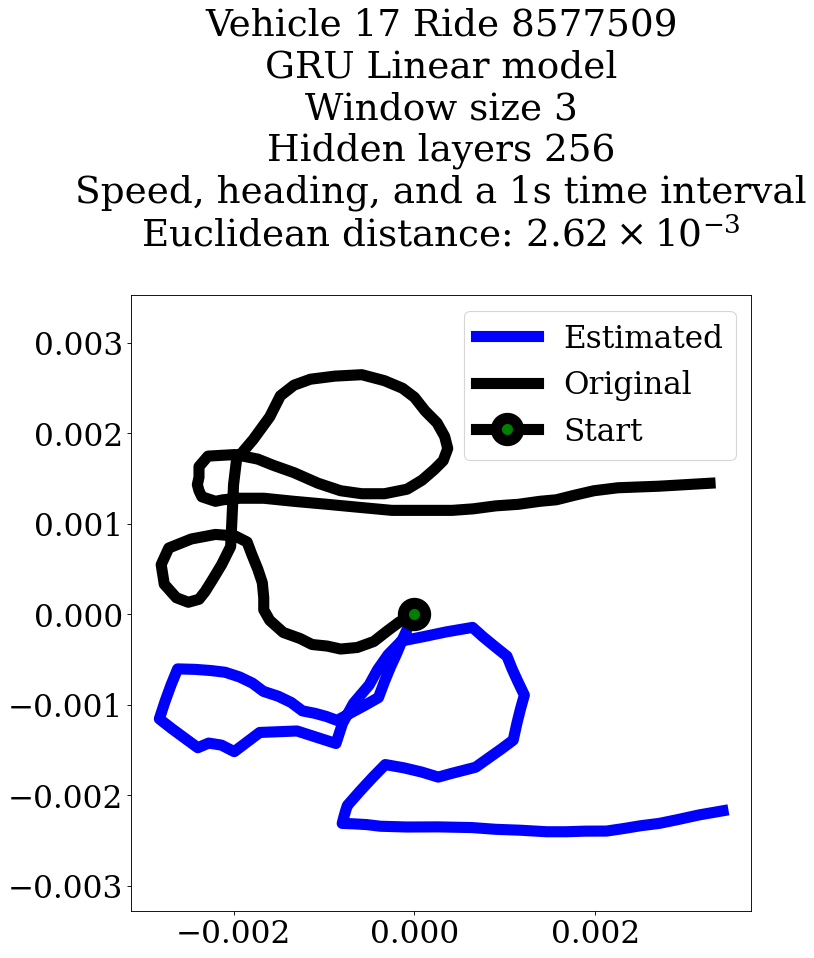 Vehicle 17 Ride 8577509
GRU Linear model
Window size 3
Hidden layers 256
Speed, heading, and a 1s time interval
Euclidean distance: 2.62 × 10⁻³
Estimated
Original
Start
0.003
0.002
0.001
0.000
−0.001
−0.002
−0.003
−0.002 0.000 0.002